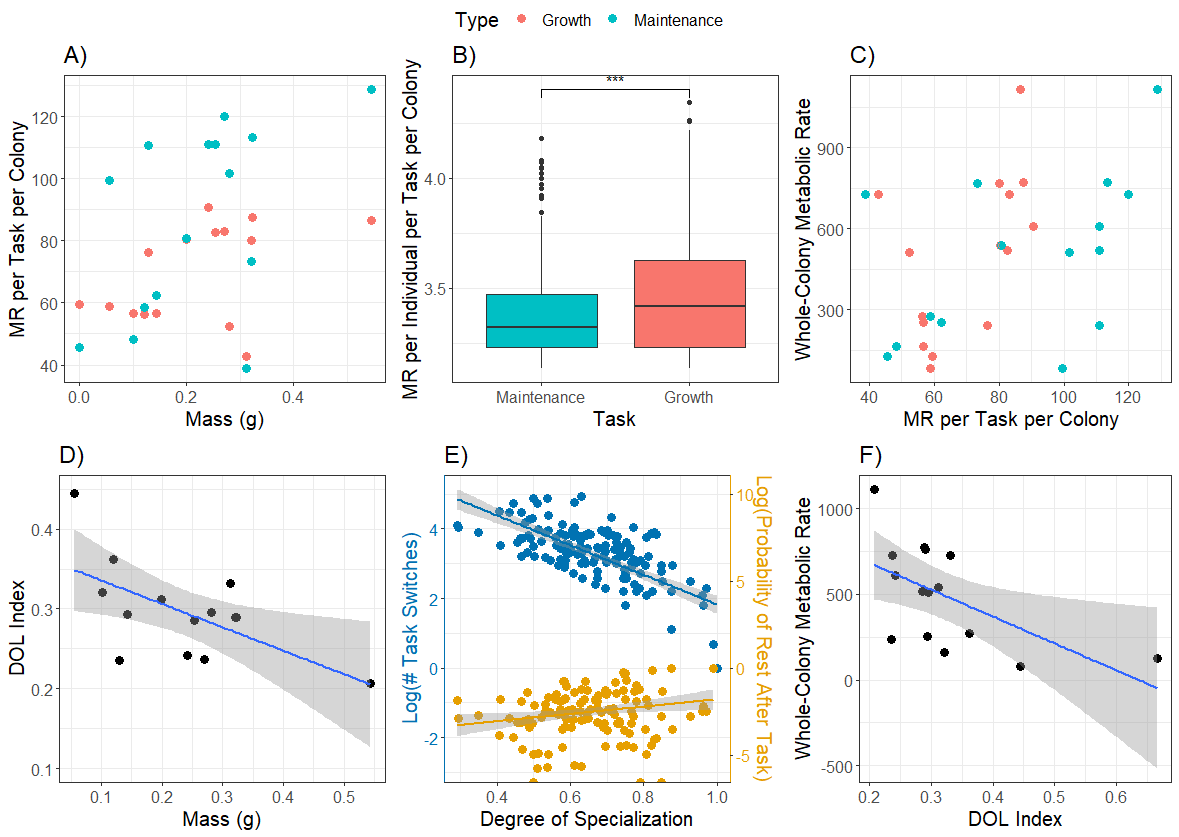 Type Growth Maintenance
A)
MR per Task per Colony
120
100
80
60
40
0.0 0.2 0.4
Mass (g)
B)
MR per Individual per Task per Colony
***
4.0
3.5
Maintenance Growth
Task
C)
Whole-Colony Metabolic Rate
900
600
300
40 60 80 100 120
MR per Task per Colony
D)
DOL Index
0.4
0.3
0.2
0.1
0.1 0.2 0.3 0.4 0.5
Mass (g)
E)
Log(# Task Switches)
4
2
0
-2
0.4 0.6 0.8 1.0
Degree of Specialization
10
5
0
-5
Log(Probability of Rest After Task)
F)
Whole-Colony Metabolic Rate
1000
500
0
-500
0.2 0.3 0.4 0.5 0.6
DOL Index